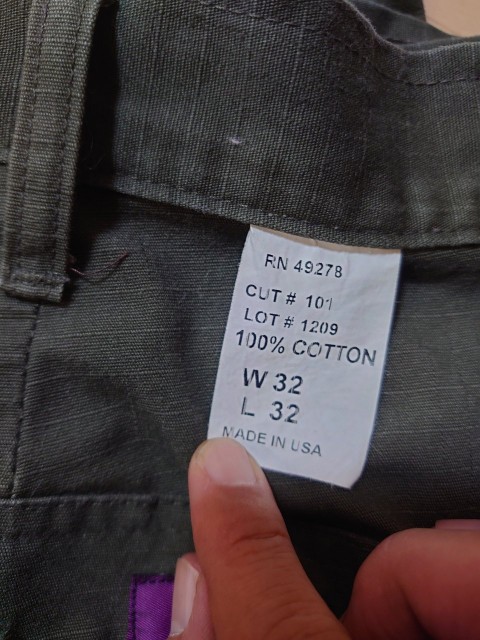 RN 49278
CUT # 101
LOT # 1209
100% COTTON
W 32
L 32
MADE IN USA